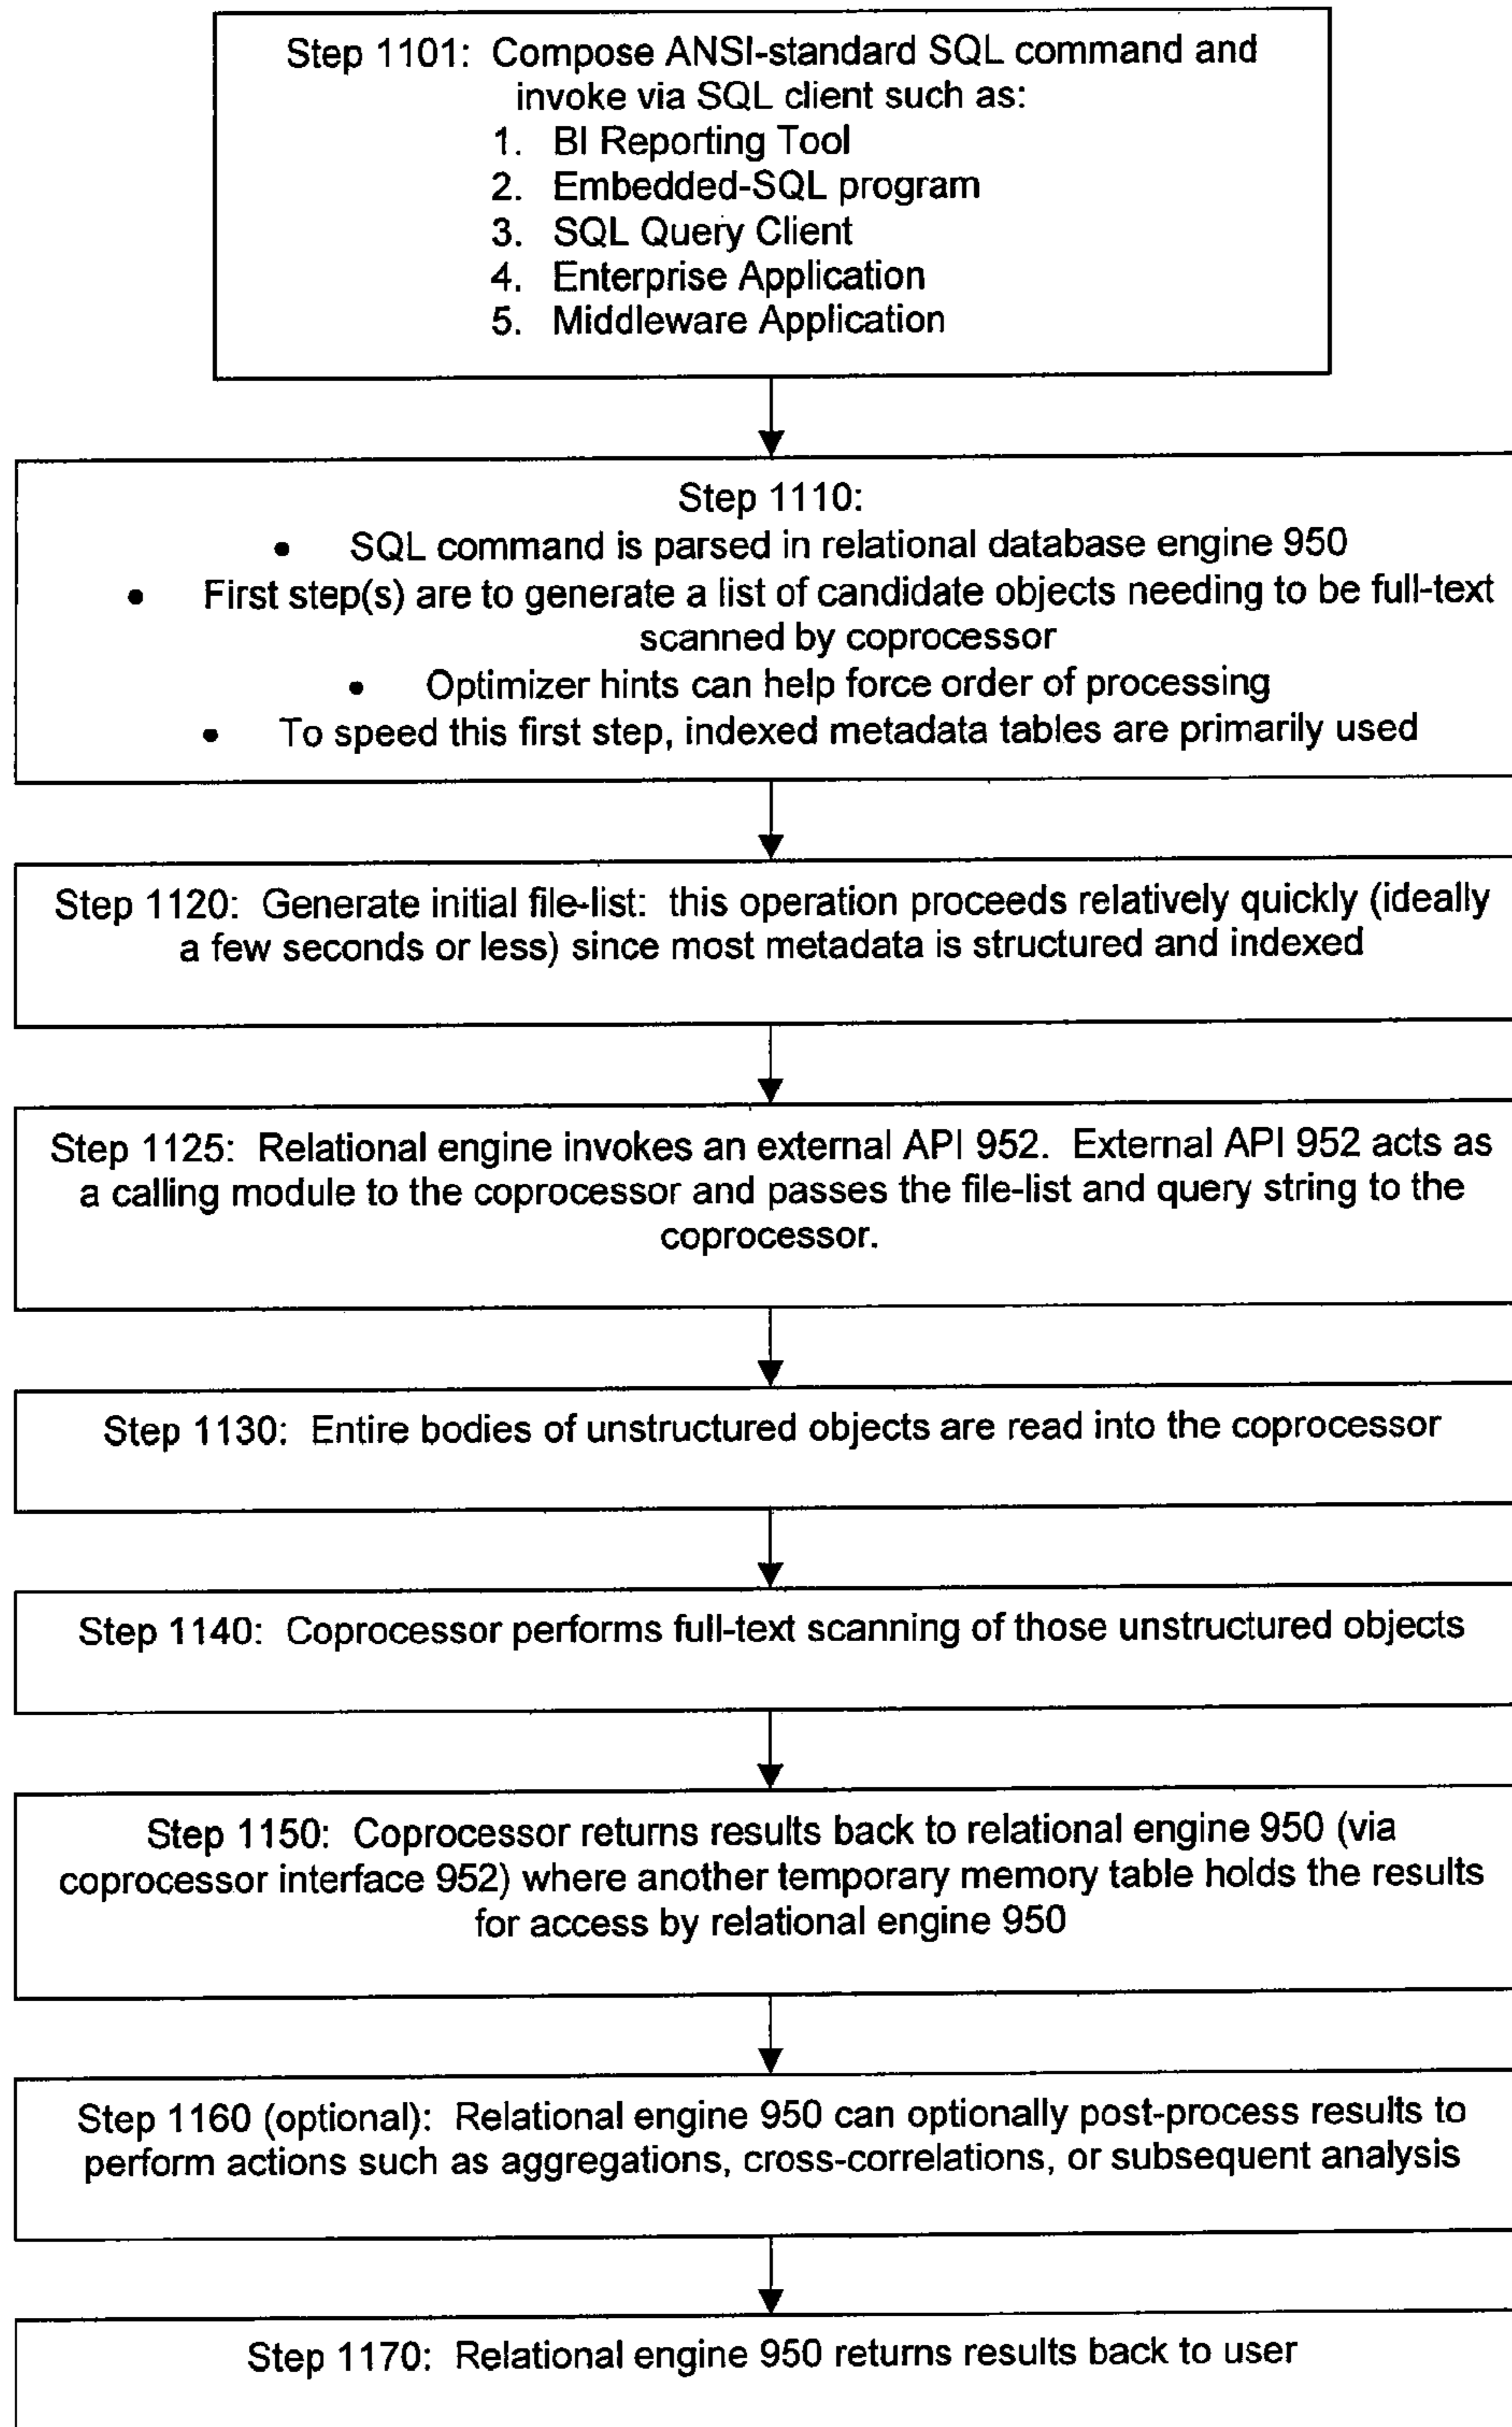 Step 1101: Compose ANSI-standard SQL command and
invoke via SQL client such as:
1. BI Reporting Tool
2. Embedded-SQL program
3. SQL Query Client
4. Enterprise Application
5. Middleware Application
Step 1110:
• SQL command is parsed in relational database engine 950
• First step(s) are to generate a list of candidate objects needing to be full-text
scanned by coprocessor
• Optimizer hints can help force order of processing
• To speed this first step, indexed metadata tables are primarily used
Step 1120: Generate initial file-list: this operation proceeds relatively quickly (ideally
a few seconds or less) since most metadata is structured and indexed
Step 1125: Relational engine invokes an external API 952. External API 952 acts as
a calling module to the coprocessor and passes the file-list and query string to the
coprocessor.
Step 1130: Entire bodies of unstructured objects are read into the coprocessor
Step 1140: Coprocessor performs full-text scanning of those unstructured objects
Step 1150: Coprocessor returns results back to relational engine 950 (via
coprocessor interface 952) where another temporary memory table holds the results
for access by relational engine 950
Step 1160 (optional): Relational engine 950 can optionally post-process results to
perform actions such as aggregations, cross-correlations, or subsequent analysis
Step 1170: Relational engine 950 returns results back to user